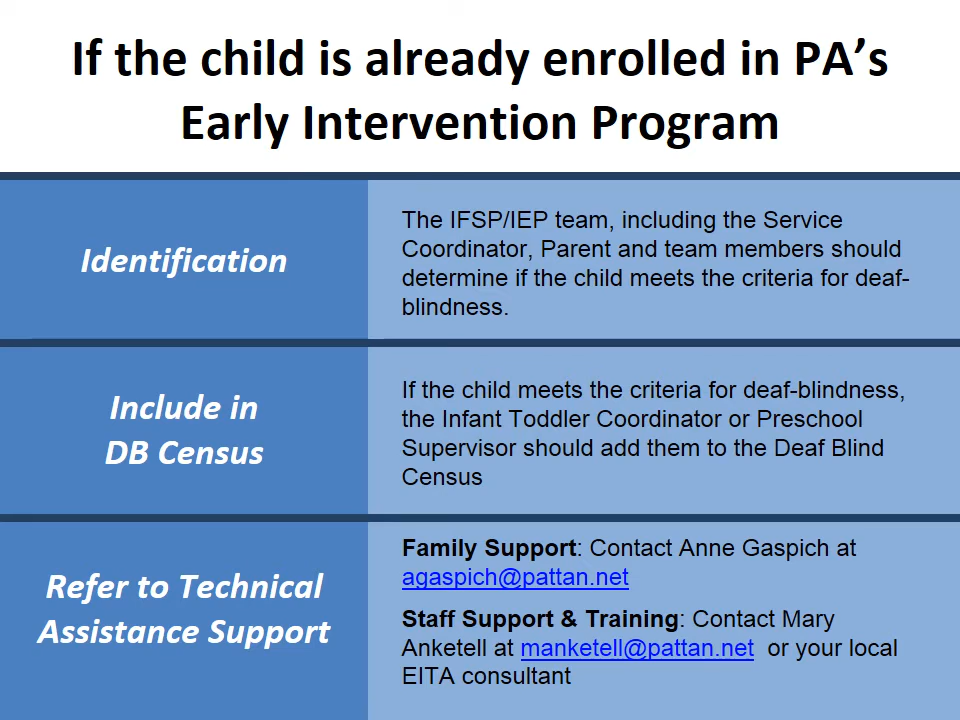 If the child is already enrolled in PA’s
Early Intervention Program
Identification
The IFSP/IEP team, including the Service
Coordinator, Parent and team members should
determine if the child meets the criteria for deaf-
blindness.
Include in
DB Census
If the child meets the criteria for deaf-blindness,
the Infant Toddler Coordinator or Preschool
Supervisor should add them to the Deaf Blind
Census
Refer to Technical
Assistance Support
Family Support: Contact Anne Gaspich at
agaspich@pattan.net
Staff Support & Training: Contact Mary
Anketell at manketell@pattan.net or your local
EITA consultant